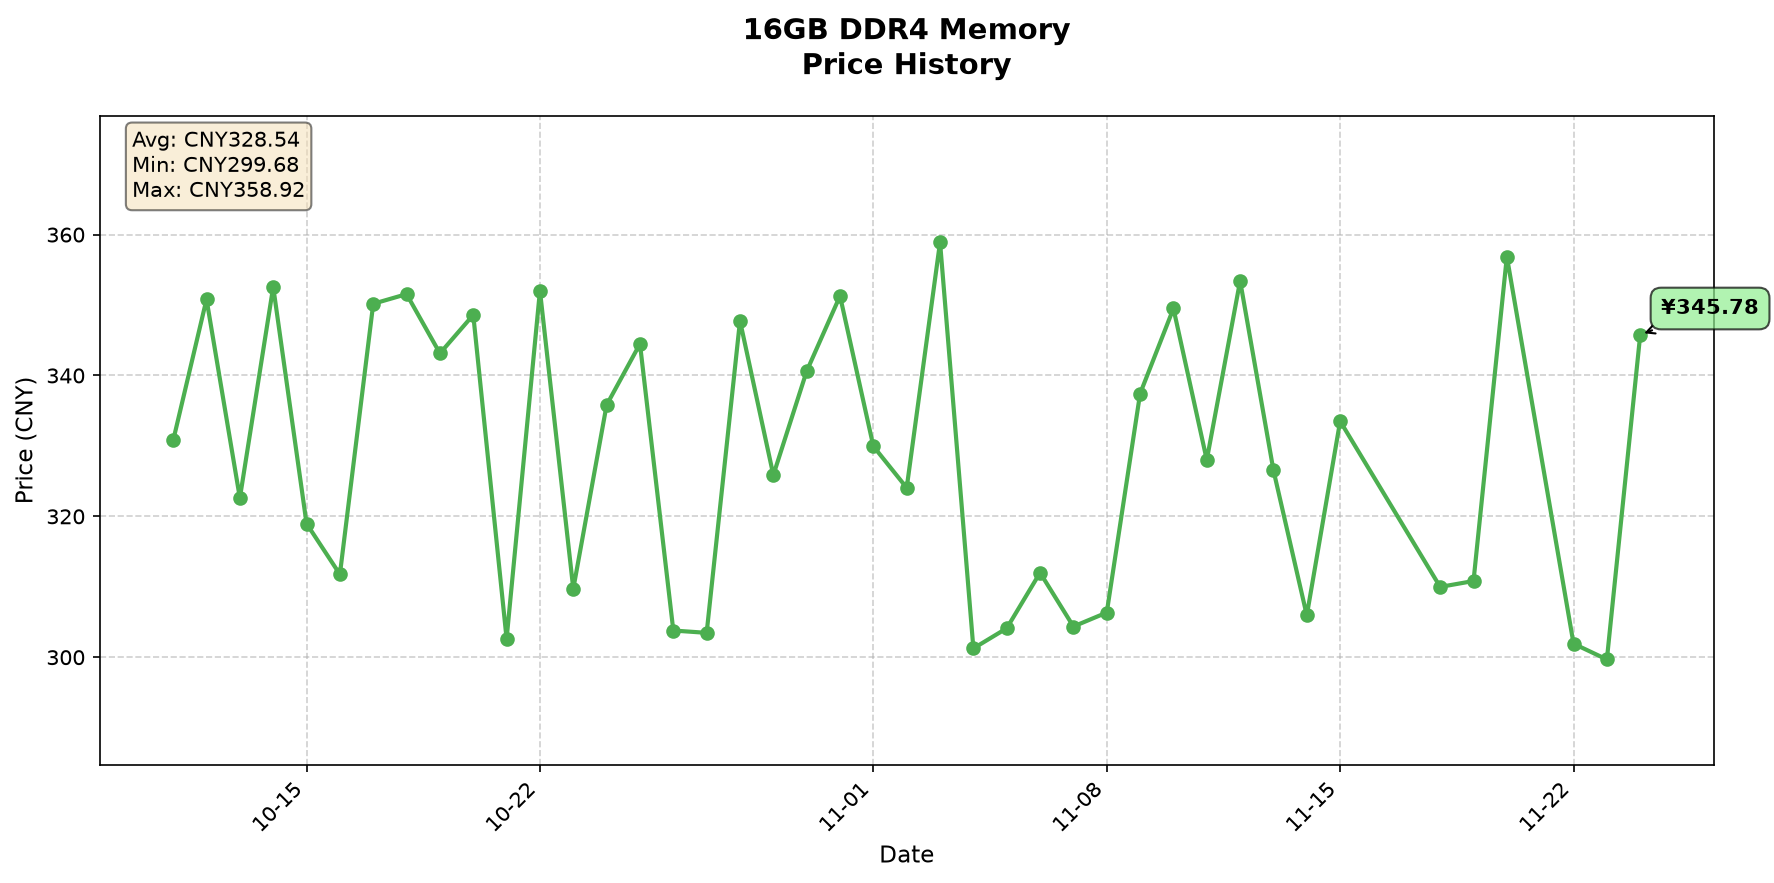 16GB DDR4 Memory
Price History
Avg: CNY328.54
Min: CNY299.68
Max: CNY358.92
¥345.78
Price (CNY)
360
340
320
300
10-15
10-22
11-01
11-08
11-15
11-22
Date